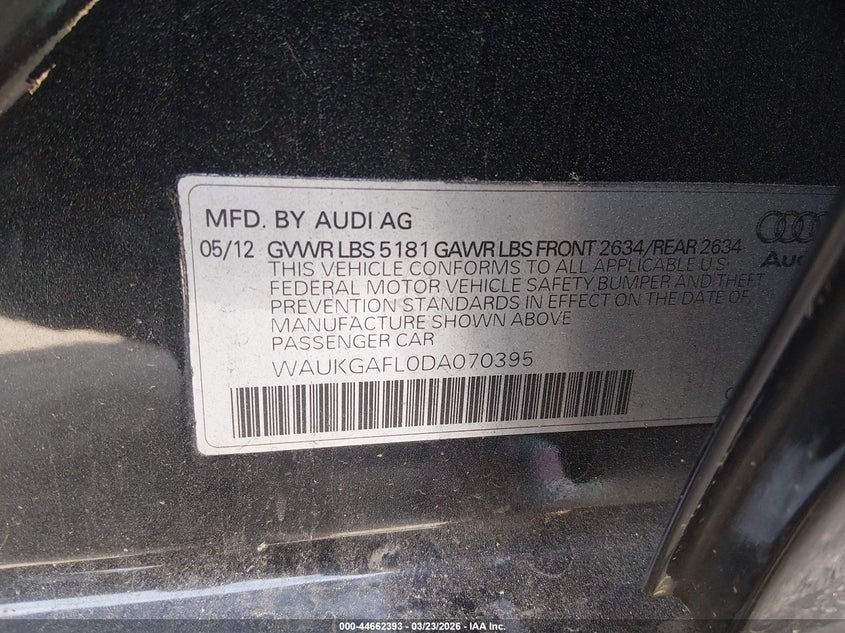 MFD. BY AUDI AG
05/12 GVWR LBS 5181 GAWR LBS FRONT 2634/REAR 2634
THIS VEHICLE CONFORMS TO ALL APPLICABLE U.S.
FEDERAL MOTOR VEHICLE SAFETY BUMPER AND THEFT
PREVENTION STANDARDS IN EFFECT ON THE DATE OF
MANUFACTURE SHOWN ABOVE
PASSENGER CAR
WAUKGAFL0DA070395
000-44662393 - 03/23/2026 - IAA Inc.